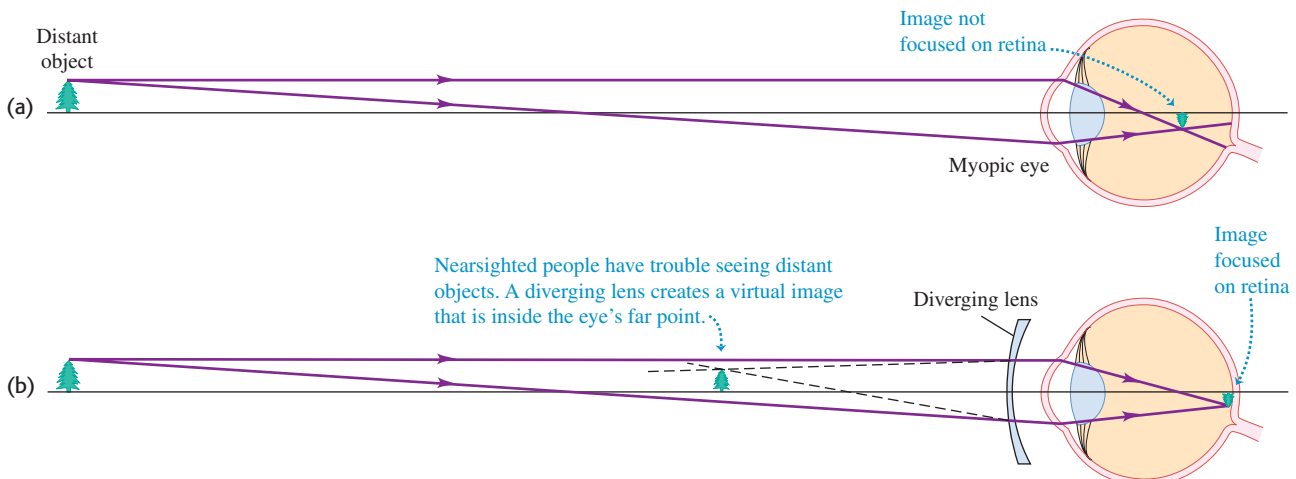 Distant
object
Image not
focused on retina
(a)
Myopic eye
Nearsighted people have trouble seeing distant
objects. A diverging lens creates a virtual image
that is inside the eye's far point.
Diverging lens
Image
focused
on retina
(b)